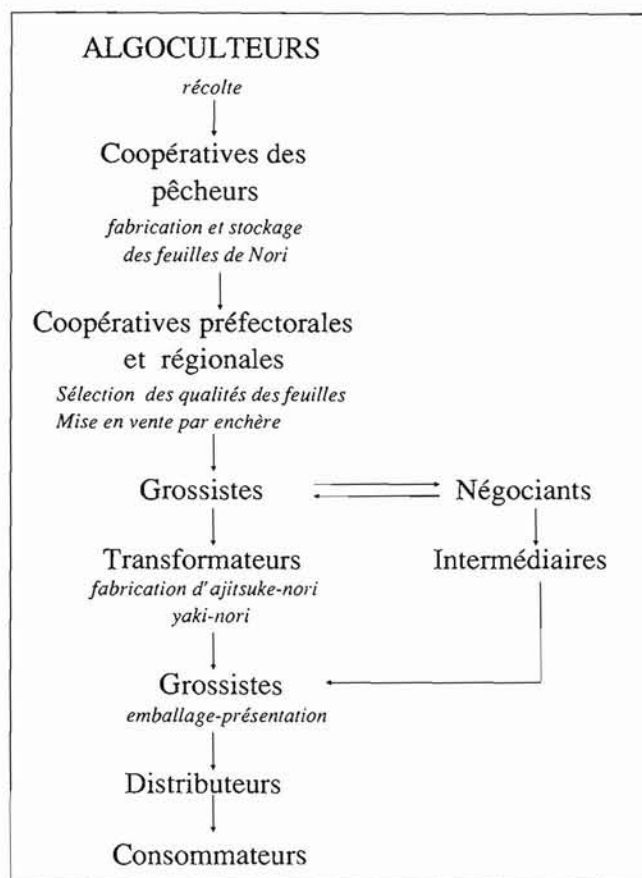 ALGOCULTEURS
récolte
Coopératives des
pêcheurs
fabrication et stockage
des feuilles de Nori
Coopératives préfectorales
et régionales
Sélection des qualités des feuilles
Mise en vente par enchère
Grossistes
Négociants
Transformateurs
Intermédiaires
fabrication d'ajitsuke-nori
yaki-nori
Grossistes
emballage-présentation
Distributeurs
Consommateurs